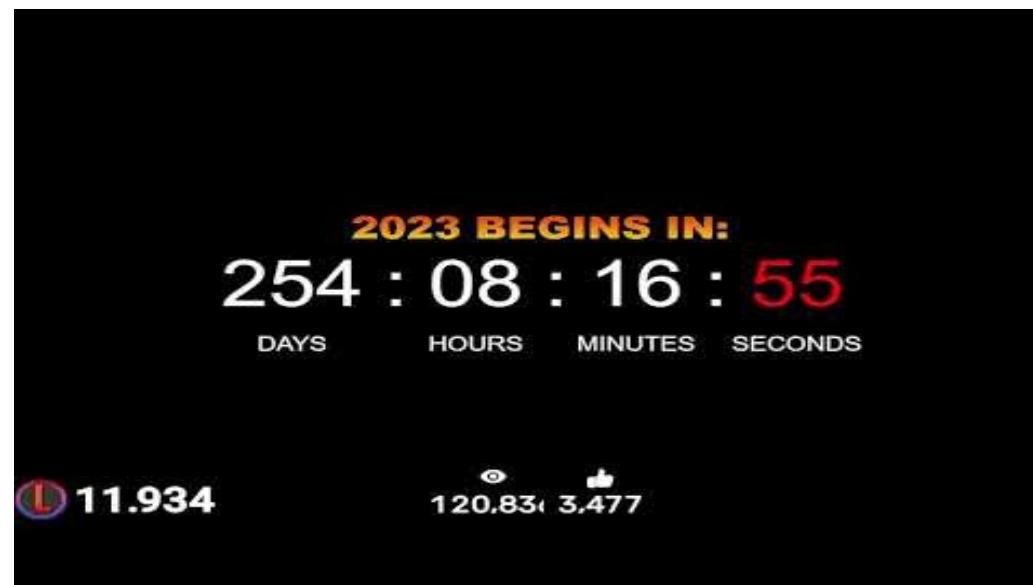 2023 BEGINS IN:
254 : 08 : 16 : 55
DAYS HOURS MINUTES SECONDS
L 11.934
3,477